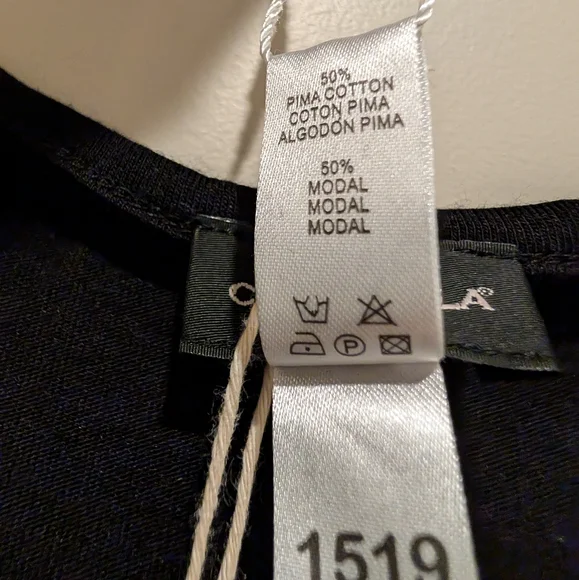 50%
PIMA COTTON
COTON PIMA
ALGODON PIMA
50%
MODAL
MODAL
MODAL
P
1519